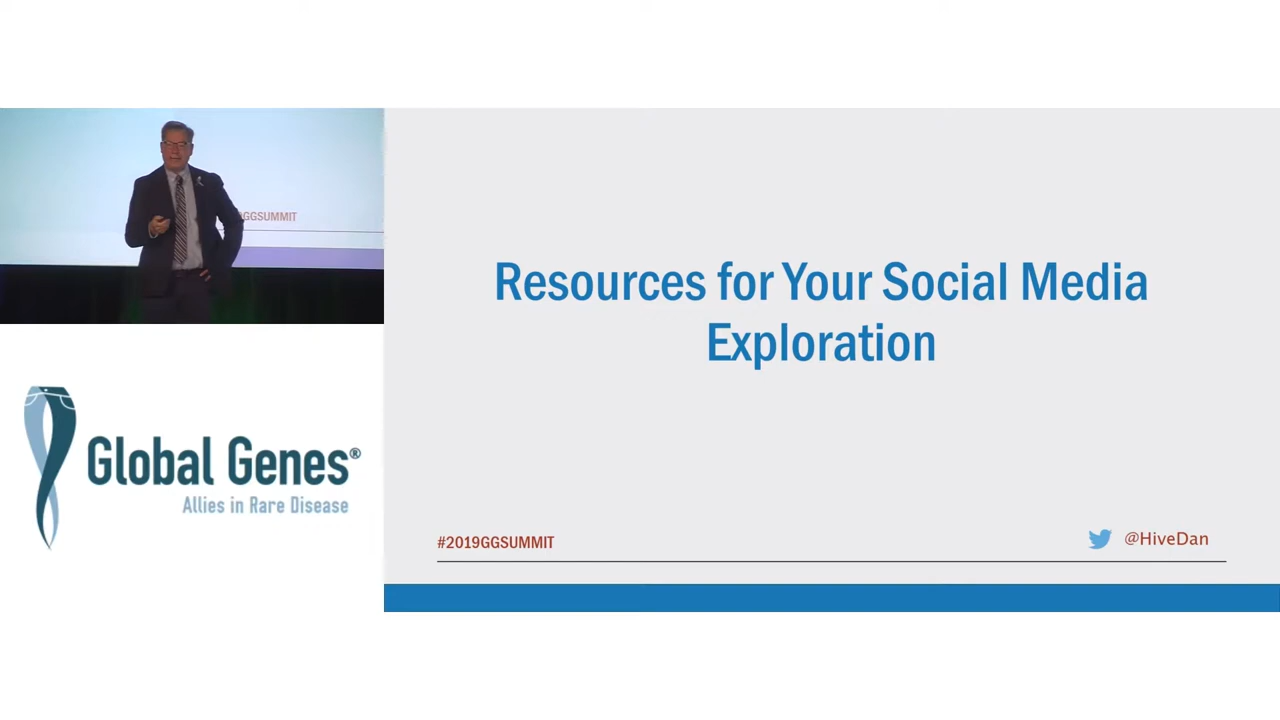 GGSUMMIT
Resources for Your Social Media
Exploration
Global Genes®
Allies in Rare Disease
#2019GGSUMMIT
@HiveDan